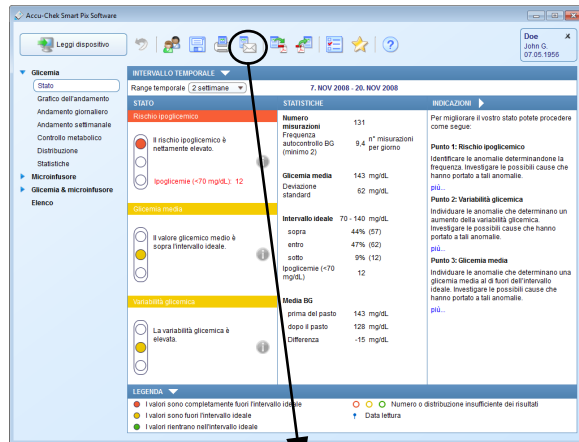 Accu-Chek Smart Pix Software
Leggi dispositivo
Doe
John G.
07.05.1956
Glicemia
Stato
Grafico dell'andamento
Andamento giornaliero
Andamento settimanale
Controllo metabolico
Distribuzione
Statistiche
Microinfusore
Glicemia & microinfusore
Elenco
INTERVALLO TEMPORALE
Range temporale 2 settimane 7. NOV 2008 - 20. NOV 2008
STATO
Rischio ipoglicemico
Il rischio ipoglicemico è
nettamente elevato.
Ipoglicemie (<70 mg/dL): 12
Glicemia media
Il valore glicemico medio è
sopra l'intervallo ideale.
Variabilità glicemica
La variabilità glicemica è
elevata.
STATISTICHE
Numero
misurazioni 131
Frequenza
autocontrollo BG 9,4 n° misurazioni
(minimo 2) per giorno
Glicemia media 143 mg/dL
Deviazione
standard 62 mg/dL
Intervallo ideale 70 - 140 mg/dL
sopra 44% (57)
entro 47% (62)
sotto 9% (12)
Ipoglicemie (<70
mg/dL) 12
Media BG
prima del pasto 143 mg/dL
dopo il pasto 128 mg/dL
Differenza -15 mg/dL
INDICAZIONI
Per migliorare il vostro stato potete procedere
come segue:
Punto 1: Rischio ipoglicemico
Identificare le anomalie determinandone la
frequenza. Investigare le possibili cause che
hanno portato a tali anomalie.
più...
Punto 2: Variabilità glicemica
Individuare le anomalie che determinano un
aumento della variabilità glicemica.
Investigare le possibili cause che hanno
portato a tali anomalie.
più...
Punto 3: Glicemia media
Individuare le anomalie che determinano una
glicemia media al di fuori dell'intervallo
ideale. Investigare le possibili cause che
hanno portato a tali anomalie.
più...
LEGENDA
I valori sono completamente fuori l'intervallo ideale
I valori sono fuori l'intervallo ideale
I valori rientrano nell'intervallo ideale
Numero o distribuzione insufficiente dei risultati
Data lettura